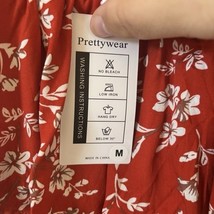 Prettywear
WASHING INSTRUCTIONS
NO BLEACH
LOW IRON
HANG DRY
BELOW 30°
MADE IN CHINA
M